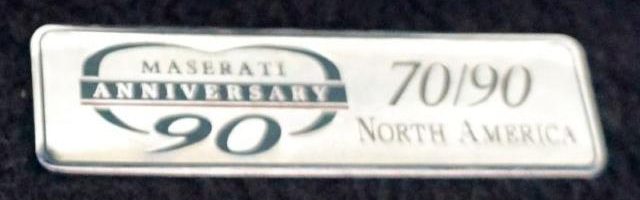 MASERATI
ANNIVERSARY
90
70/90
NORTH AMERICA